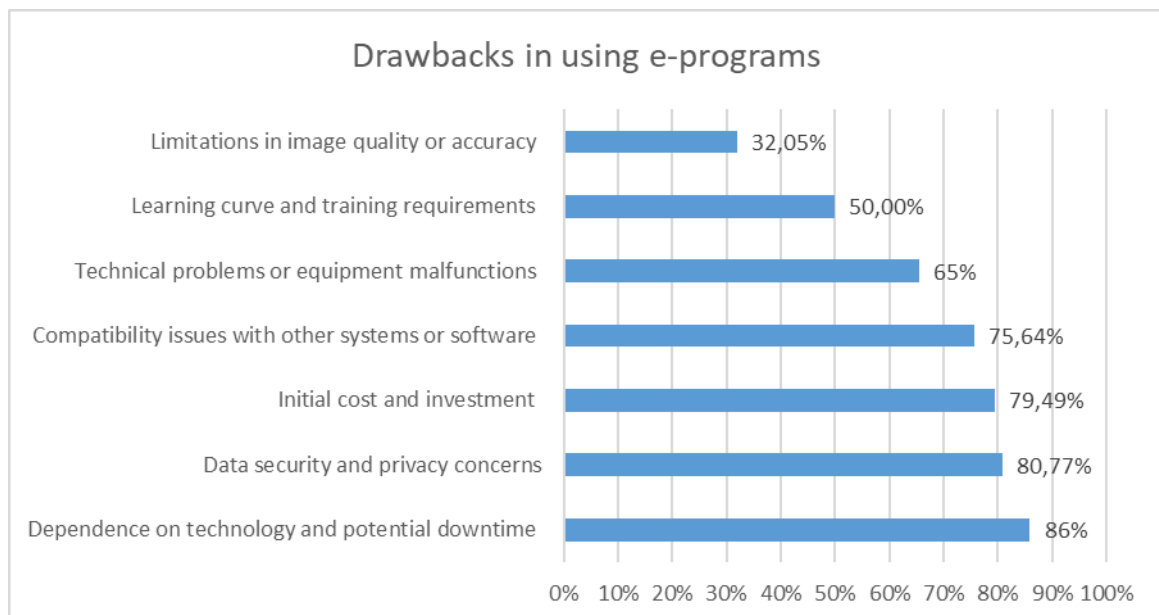 Drawbacks in using e-programs
Limitations in image quality or accuracy 32,05%
Learning curve and training requirements 50,00%
Technical problems or equipment malfunctions 65%
Compatibility issues with other systems or software 75,64%
Initial cost and investment 79,49%
Data security and privacy concerns 80,77%
Dependence on technology and potential downtime 86%
0% 10% 20% 30% 40% 50% 60% 70% 80% 90% 100%